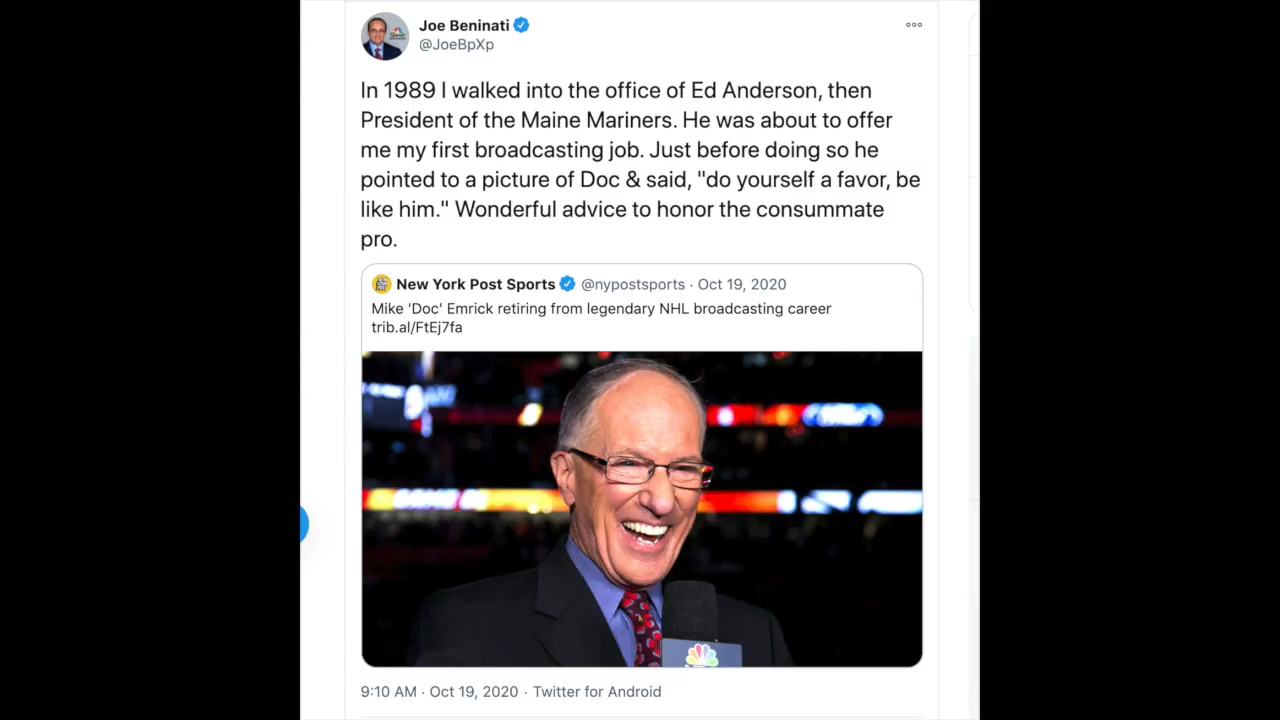 Joe Beninati
@JoeBpXp
In 1989 I walked into the office of Ed Anderson, then
President of the Maine Mariners. He was about to offer
me my first broadcasting job. Just before doing so he
pointed to a picture of Doc & said, "do yourself a favor, be
like him." Wonderful advice to honor the consummate
pro.
New York Post Sports @nypostsports · Oct 19, 2020
Mike 'Doc' Emrick retiring from legendary NHL broadcasting career
trib.al/FtEj7fa
9:10 AM · Oct 19, 2020 · Twitter for Android